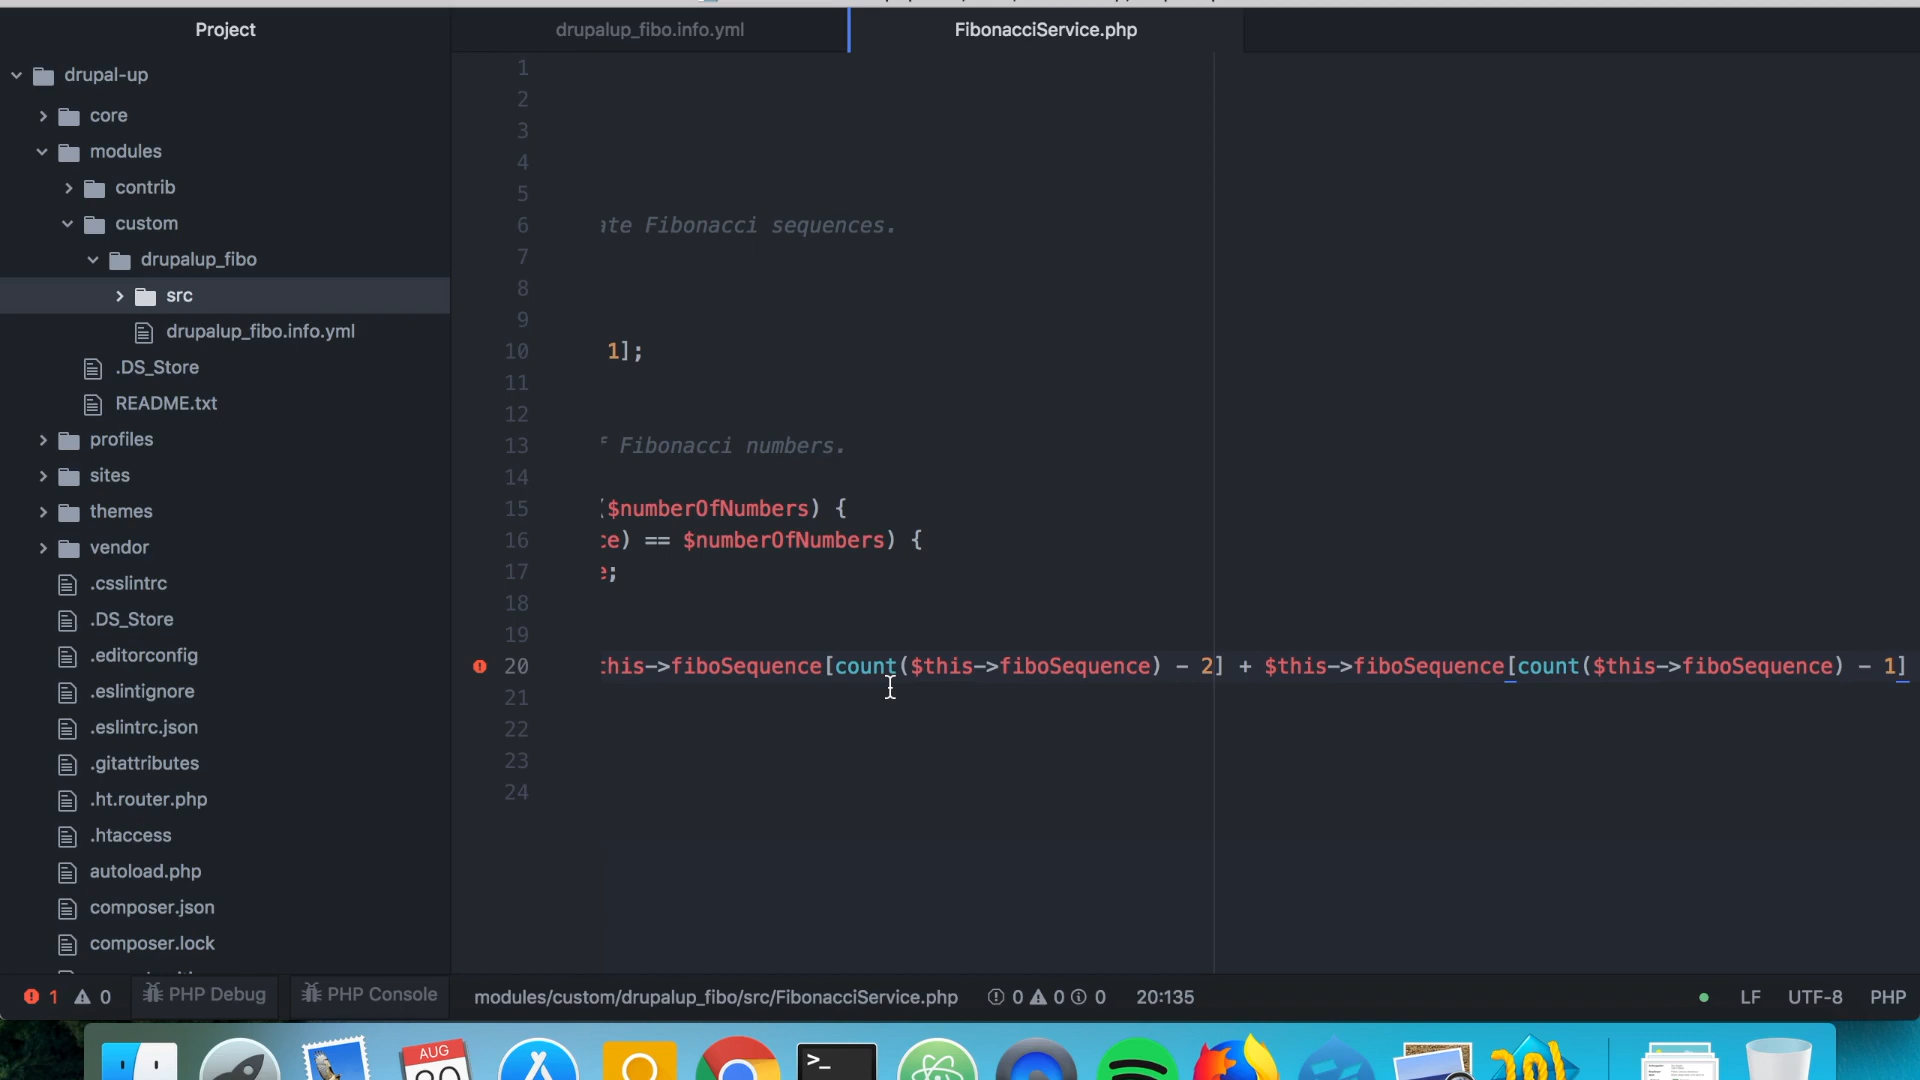 Project
drupal-up
core
modules
contrib
custom
drupalup_fibo
src
drupalup_fibo.info.yml
.DS_Store
README.txt
profiles
sites
themes
vendor
.csslintrc
.DS_Store
.editorconfig
.eslintignore
.eslintrc.json
.gitattributes
.ht.router.php
.htaccess
autoload.php
composer.json
composer.lock
drupalup_fibo.info.yml
FibonacciService.php
1
2
3
4
5
6 ate Fibonacci sequences.
7
8
9
10 1];
11
12
13 f Fibonacci numbers.
14
15 ($numberOfNumbers) {
16 ce) == $numberOfNumbers) {
17 e;
18
19
20 this->fiboSequence[count($this->fiboSequence) - 2] + $this->fiboSequence[count($this->fiboSequence) - 1]
21
22
23
24
1 0 PHP Debug PHP Console modules/custom/drupalup_fibo/src/FibonacciService.php 0 0 0 20:135 LF UTF-8 PHP
AUG
>_